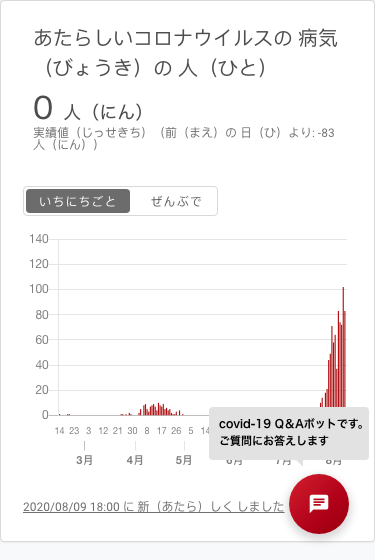 あたらしいコロナウイルスの 病気
（びょうき）の 人（ひと）
0 人（にん）
実績値（じっせきち）（前（まえ）の 日（ひ）より: -83
人（にん））
いちにちごと ぜんぶで
140
120
100
80
60
40
20
0
14 23 3 12 21 30 8 17 26 5 14
3月 4月 5月 6月 7月 8月
covid-19 Q&Aボットです。
ご質問にお答えします
2020/08/09 18:00 に 新（あたら）しく しました